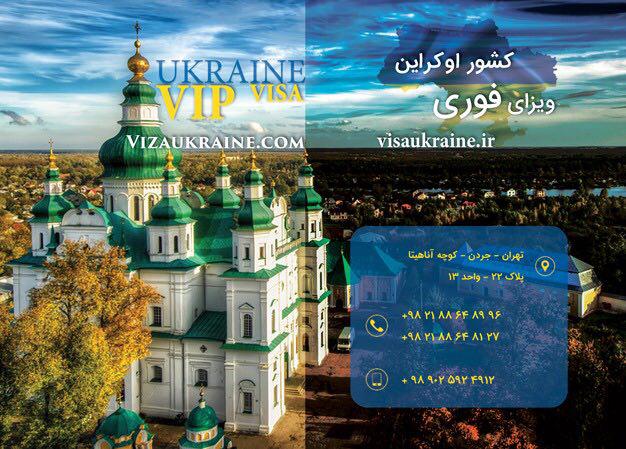 UKRAINE
VIP VISA
VIZAUKRAINE.COM
کشور اوکراین
ویزای فوری
visaukraine.ir
تهران - جردن - کوچه آناهیتا
پلاک ۲۲ - واحد ۱۳
+۹۸ ۲۱ ۸۸ ۶۴ ۸۹ ۹۶
+۹۸ ۲۱ ۸۸ ۶۴ ۸۱ ۲۷
+ ۹۸ ۹۰۲ ۵۹۲ ۴۹۱۲